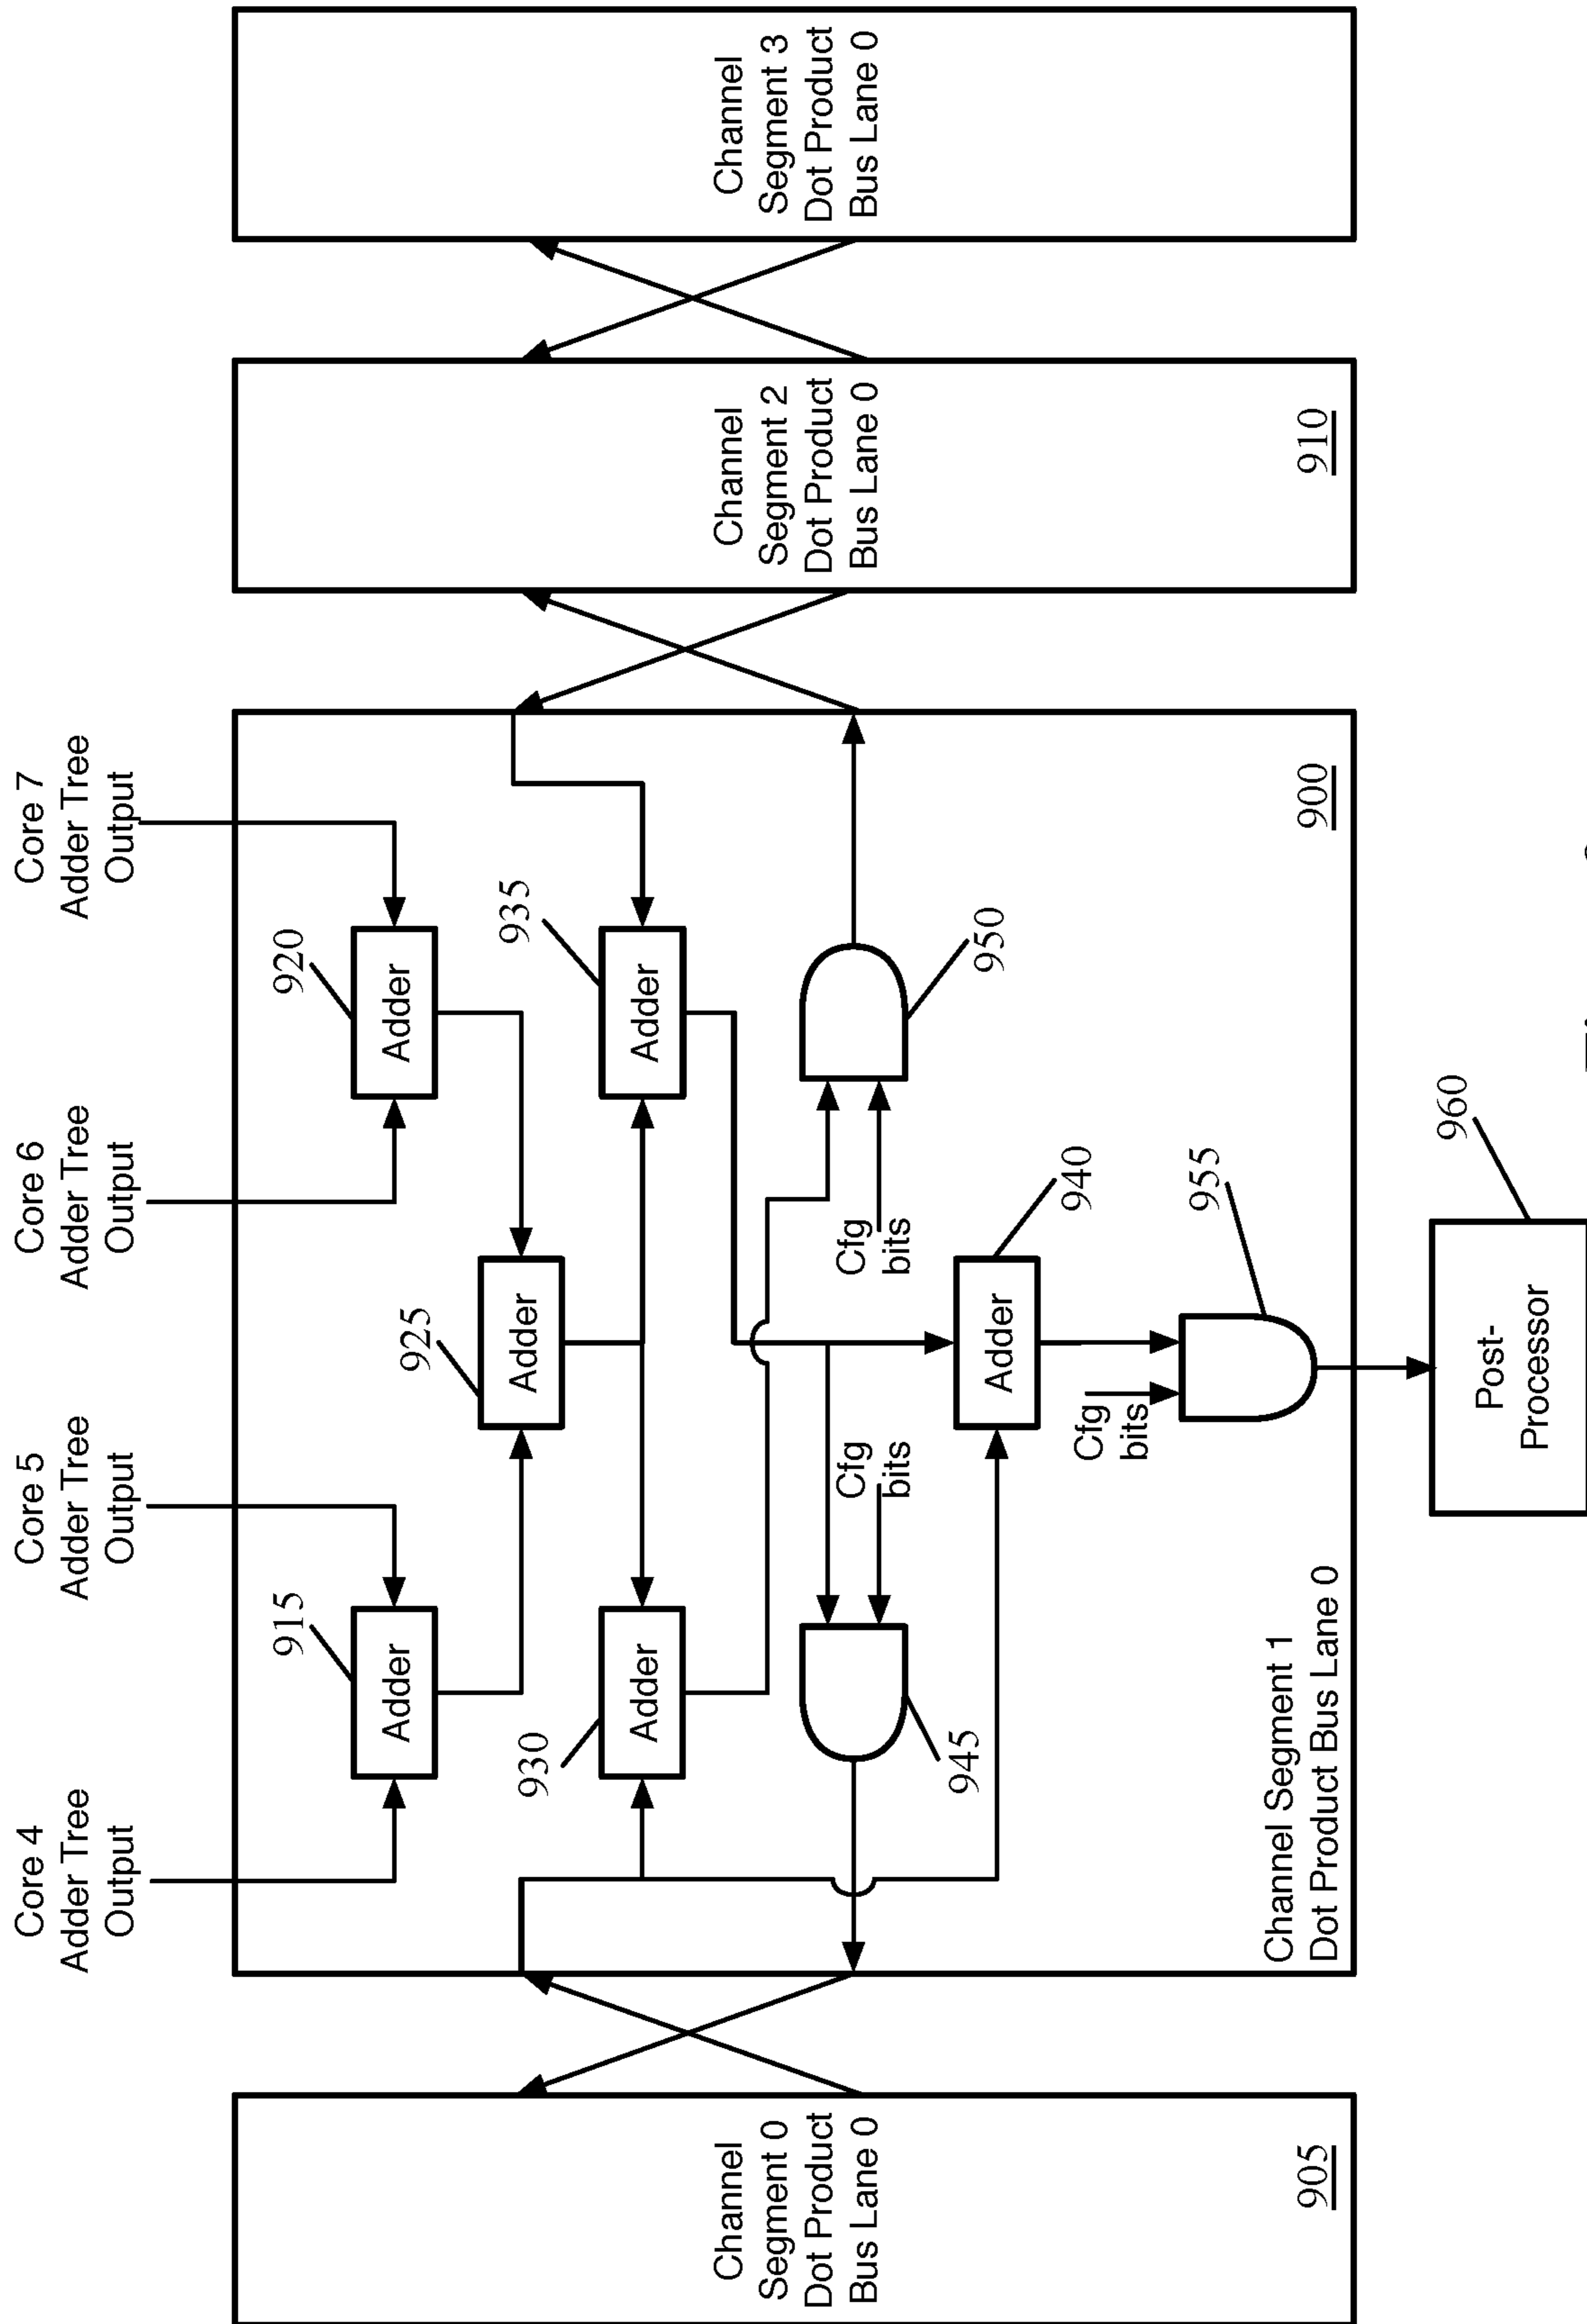 Core 4
Adder Tree
Output
Core 5
Adder Tree
Output
Core 6
Adder Tree
Output
Core 7
Adder Tree
Output
Channel
Segment 0
Dot Product
Bus Lane 0
905
915
Adder
920
Adder
925
Adder
930
Adder
935
Adder
945
Cfg
bits
Cfg
bits
950
Adder
940
Cfg
bits
955
Channel Segment 1
Dot Product Bus Lane 0
900
Post-
Processor
960
Channel
Segment 2
Dot Product
Bus Lane 0
910
Channel
Segment 3
Dot Product
Bus Lane 0